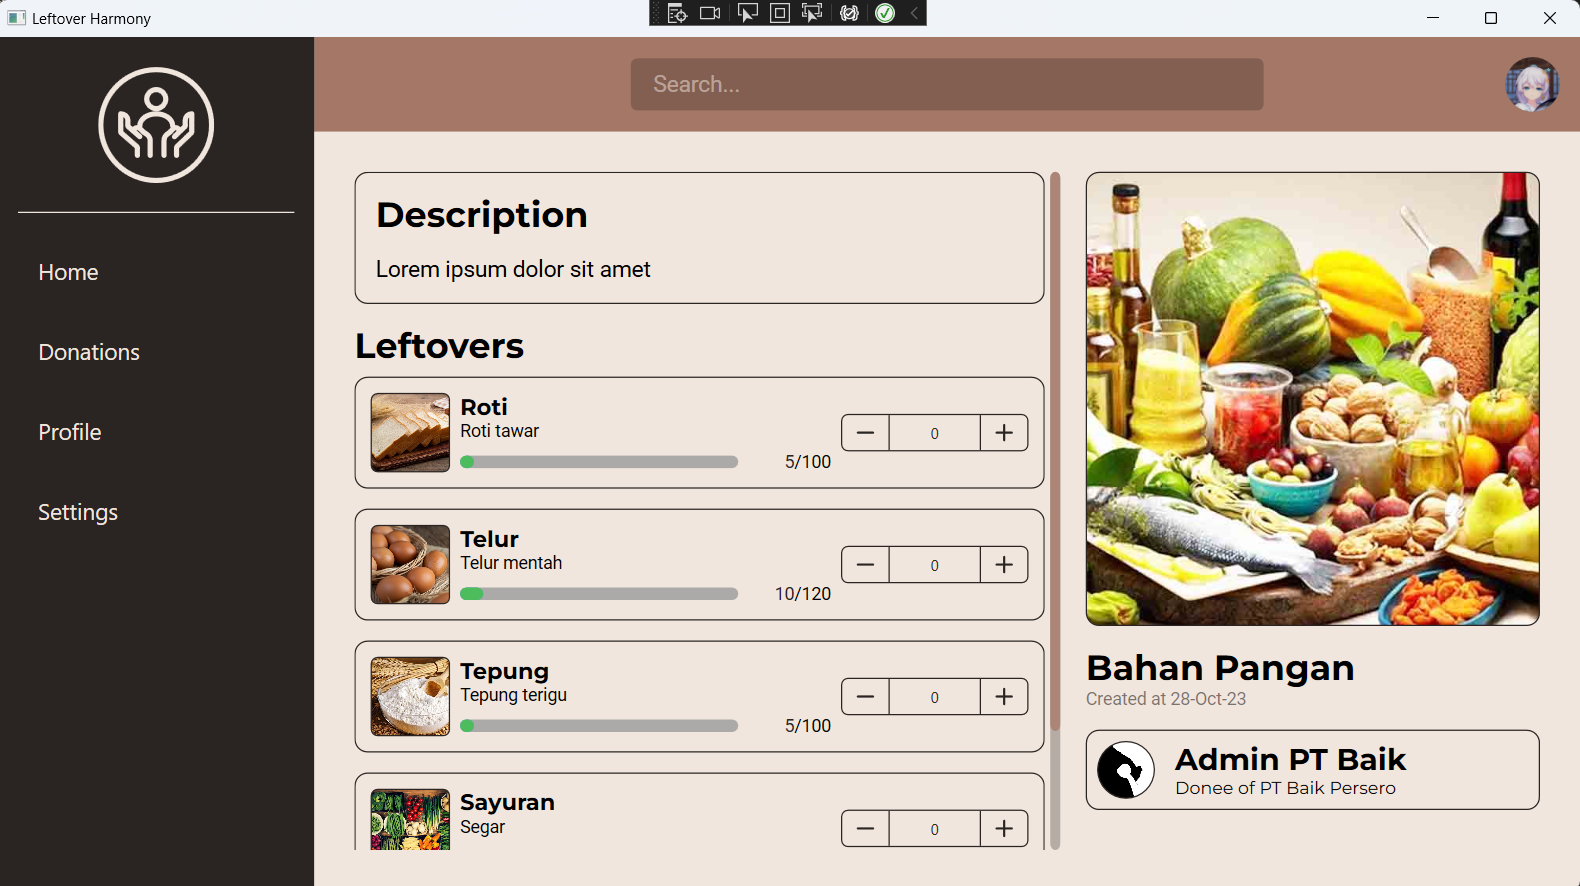 Leftover Harmony
Search...
Home
Donations
Profile
Settings
Description
Lorem ipsum dolor sit amet
Leftovers
Roti
Roti tawar
5/100
0
Telur
Telur mentah
10/120
0
Tepung
Tepung terigu
5/100
0
Sayuran
Segar
0
Bahan Pangan
Created at 28-Oct-23
Admin PT Baik
Donee of PT Baik Persero